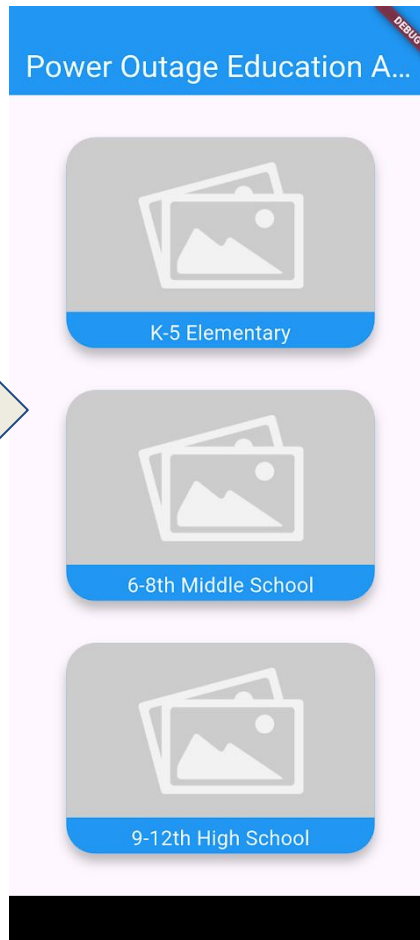 DEBUG
Power Outage Education A...
K-5 Elementary
6-8th Middle School
9-12th High School